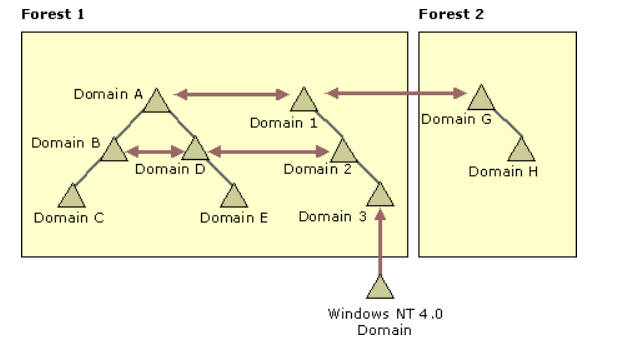 Forest 1
Forest 2
Domain A
Domain 1
Domain G
Domain B
Domain D
Domain 2
Domain H
Domain C
Domain E
Domain 3
Windows NT 4.0
Domain